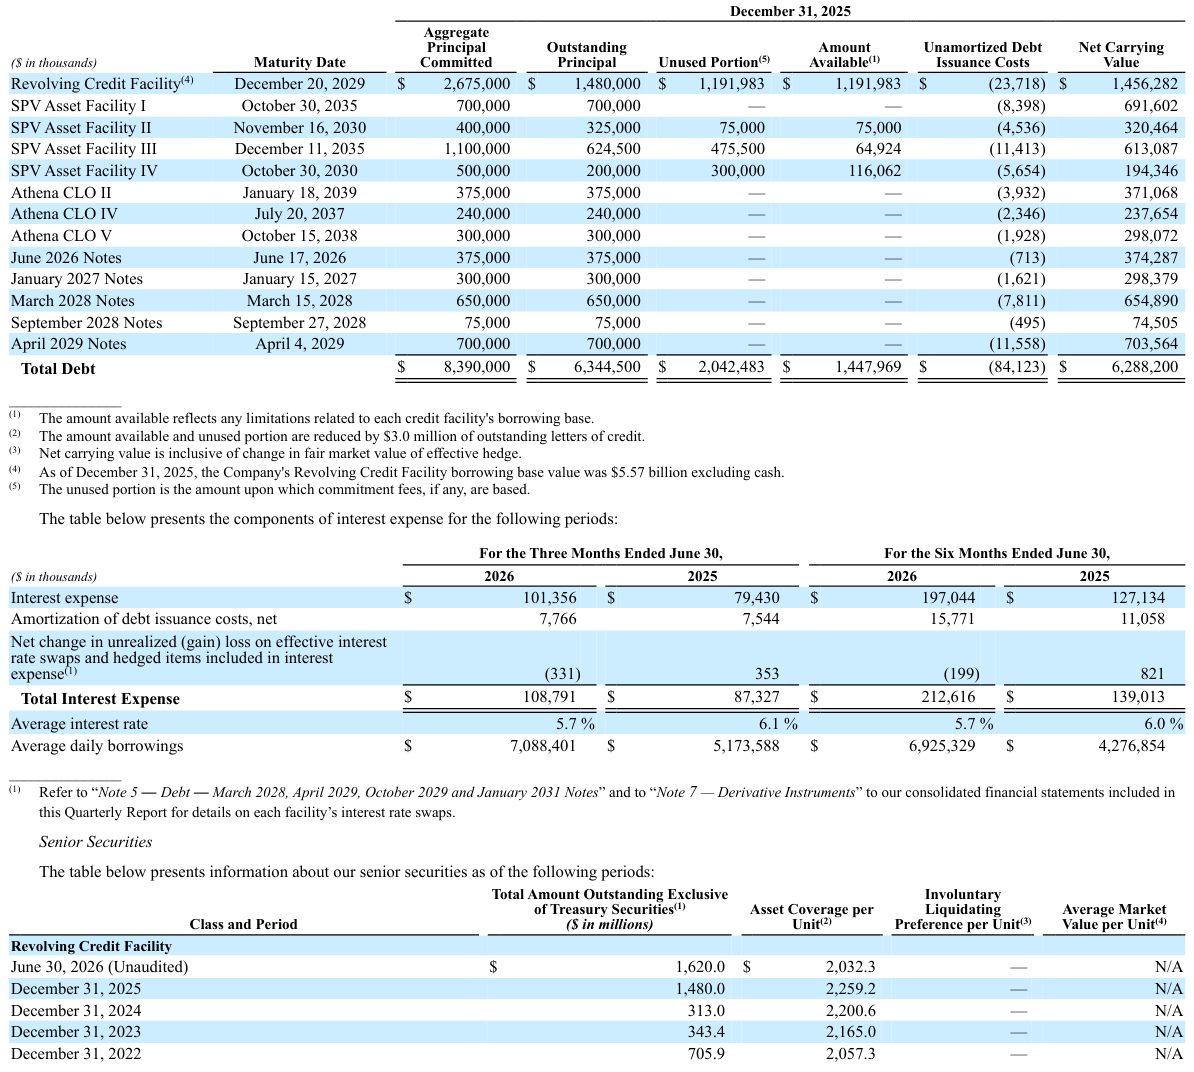 December 31, 2025
($ in thousands) Maturity Date Aggregate Principal Committed Outstanding Principal Unused Portion(5) Amount Available(1) Unamortized Debt Issuance Costs Net Carrying Value
Revolving Credit Facility(4) December 20, 2029 $ 2,675,000 $ 1,480,000 $ 1,191,983 $ 1,191,983 $ (23,718) $ 1,456,282
SPV Asset Facility I October 30, 2035 700,000 700,000 — — (8,398) 691,602
SPV Asset Facility II November 16, 2030 400,000 325,000 75,000 75,000 (4,536) 320,464
SPV Asset Facility III December 11, 2035 1,100,000 624,500 475,500 64,924 (11,413) 613,087
SPV Asset Facility IV October 30, 2030 500,000 200,000 300,000 116,062 (5,654) 194,346
Athena CLO II January 18, 2039 375,000 375,000 — — (3,932) 371,068
Athena CLO IV July 20, 2037 240,000 240,000 — — (2,346) 237,654
Athena CLO V October 15, 2038 300,000 300,000 — — (1,928) 298,072
June 2026 Notes June 17, 2026 375,000 375,000 — — (713) 374,287
January 2027 Notes January 15, 2027 300,000 300,000 — — (1,621) 298,379
March 2028 Notes March 15, 2028 650,000 650,000 — — (7,811) 654,890
September 2028 Notes September 27, 2028 75,000 75,000 — — (495) 74,505
April 2029 Notes April 4, 2029 700,000 700,000 — — (11,558) 703,564
Total Debt $ 8,390,000 $ 6,344,500 $ 2,042,483 $ 1,447,969 $ (84,123) $ 6,288,200
(1) The amount available reflects any limitations related to each credit facility's borrowing base.
(2) The amount available and unused portion are reduced by $3.0 million of outstanding letters of credit.
(3) Net carrying value is inclusive of change in fair market value of effective hedge.
(4) As of December 31, 2025, the Company's Revolving Credit Facility borrowing base value was $5.57 billion excluding cash.
(5) The unused portion is the amount upon which commitment fees, if any, are based.
The table below presents the components of interest expense for the following periods:
For the Three Months Ended June 30, For the Six Months Ended June 30,
($ in thousands) 2026 2025 2026 2025
Interest expense $ 101,356 $ 79,430 $ 197,044 $ 127,134
Amortization of debt issuance costs, net 7,766 7,544 15,771 11,058
Net change in unrealized (gain) loss on effective interest
rate swaps and hedged items included in interest
expense(1) (331) 353 (199) 821
Total Interest Expense $ 108,791 $ 87,327 $ 212,616 $ 139,013
Average interest rate 5.7 % 6.1 % 5.7 % 6.0 %
Average daily borrowings $ 7,088,401 $ 5,173,588 $ 6,925,329 $ 4,276,854
(1) Refer to “Note 5 — Debt — March 2028, April 2029, October 2029 and January 2031 Notes” and to “Note 7 — Derivative Instruments” to our consolidated financial statements included in
this Quarterly Report for details on each facility’s interest rate swaps.
Senior Securities
The table below presents information about our senior securities as of the following periods:
Class and Period Total Amount Outstanding Exclusive of Treasury Securities(1) ($ in millions) Asset Coverage per Unit(2) Involuntary Liquidating Preference per Unit(3) Average Market Value per Unit(4)
Revolving Credit Facility
June 30, 2026 (Unaudited) $ 1,620.0 $ 2,032.3 — N/A
December 31, 2025 1,480.0 2,259.2 — N/A
December 31, 2024 313.0 2,200.6 — N/A
December 31, 2023 343.4 2,165.0 — N/A
December 31, 2022 705.9 2,057.3 — N/A